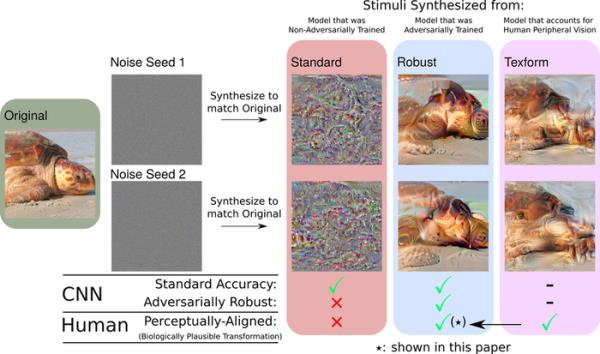 Stimuli Synthesized from:
Model that was
Non-Adversarially Trained
Model that was
Adversarially Trained
Model that accounts for
Human Peripheral Vision
Original
Noise Seed 1
Synthesize to
match Original
Standard
Robust
Texform
Noise Seed 2
Synthesize to
match Original
CNN
Standard Accuracy: ✓ ✓ -
Adversarially Robust: ✗ ✓ -
Human
Perceptually-Aligned: ✗ ✓(⋆) ✓
(Biologically Plausible Transformation)
⋆: shown in this paper